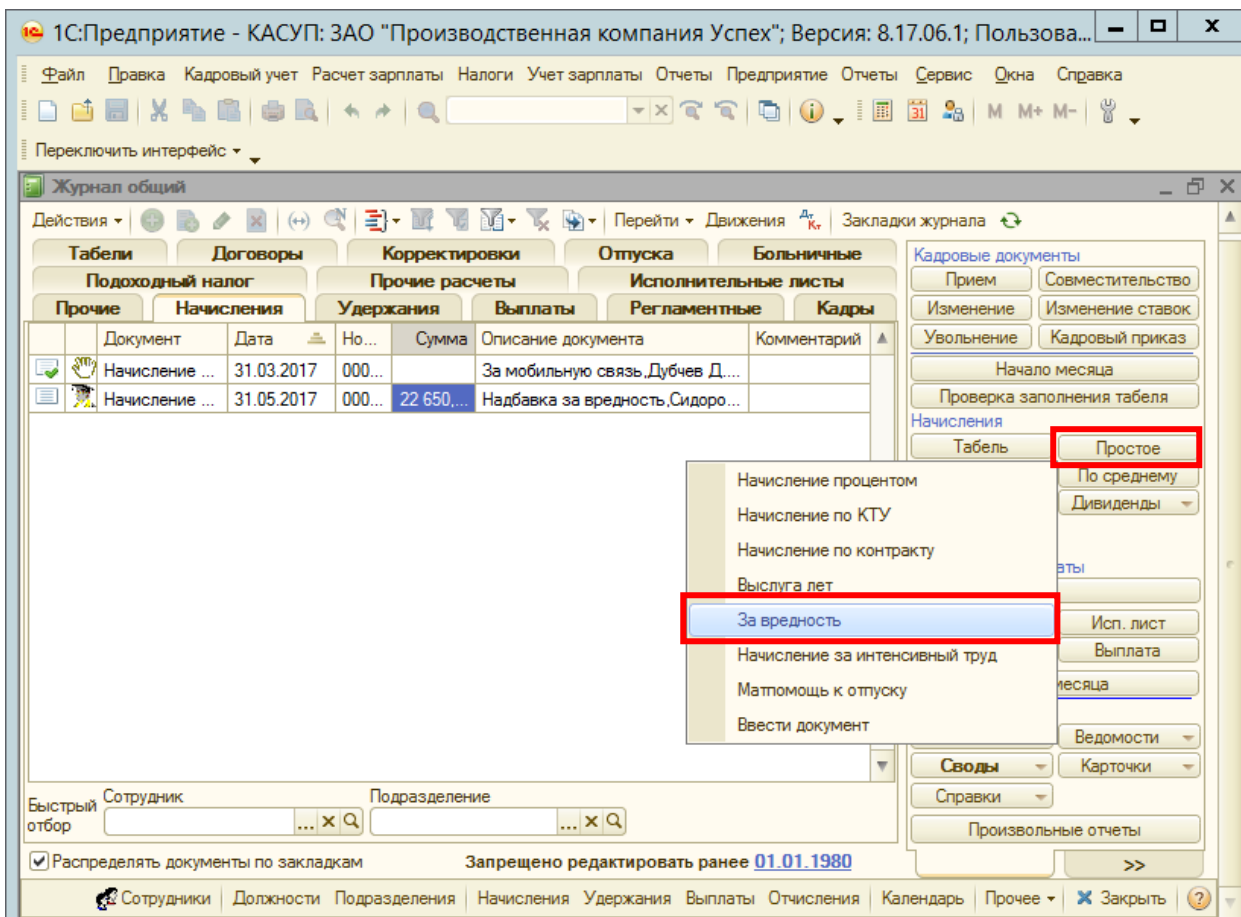 1С:Предприятие - КАСУП: ЗАО "Производственная компания Успех"; Версия: 8.17.06.1; Пользова...
Файл Правка Кадровый учет Расчет зарплаты Налоги Учет зарплаты Отчеты Предприятие Отчеты Сервис Окна Справка
M M+ M-
Переключить интерфейс
Журнал общий
Действия Перейти Движения Дт Кт Закладки журнала
Табели Договоры Корректировки Отпуска Больничные
Подоходный налог Прочие расчеты Исполнительные листы
Прочие Начисления Удержания Выплаты Регламентные Кадры
Документ Дата Но... Сумма Описание документа Комментарий
Начисление ... 31.03.2017 000... За мобильную связь,Дубчев Д....
Начисление ... 31.05.2017 000... 22 650,... Надбавка за вредность,Сидоро...
Кадровые документы
Прием Совместительство
Изменение Изменение ставок
Увольнение Кадровый приказ
Начало месяца
Проверка заполнения табеля
Начисления
Табель Простое
По среднему
Дивиденды
Начисление процентом
Начисление по КТУ
Начисление по контракту
Выслуга лет
За вредность
Начисление за интенсивный труд
Матпомощь к отпуску
Ввести документ
аты
Исп. лист
Выплата
месяца
Ведомости
Своды Карточки
Справки
Произвольные отчеты
>>
Быстрый отбор
Сотрудник Подразделение
... x ... x
Распределять документы по закладкам Запрещено редактировать ранее 01.01.1980
Сотрудники Должности Подразделения Начисления Удержания Выплаты Отчисления Календарь Прочее Закрыть ?